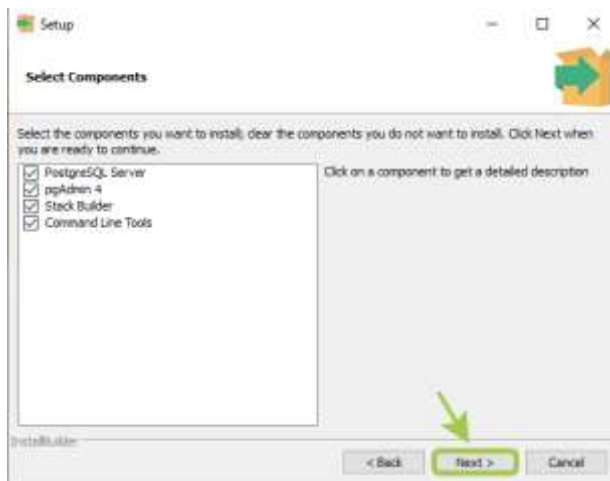 Setup
Select Components
Select the components you want to install; clear the components you do not want to install. Click Next when
you are ready to continue.
PostgreSQL Server
pgAdmin 4
Stack Builder
Command Line Tools
Click on a component to get a detailed description
InstallBuilder
< Back
Next >
Cancel